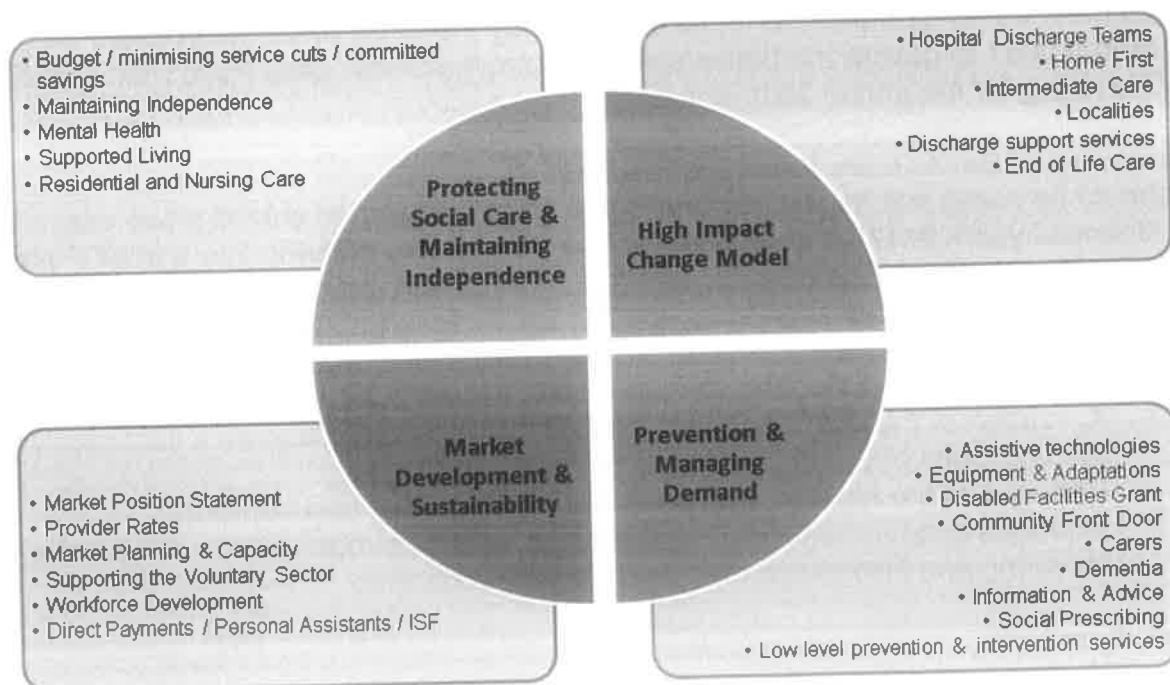 • Budget / minimising service cuts / committed
savings
• Maintaining Independence
• Mental Health
• Supported Living
• Residential and Nursing Care
• Hospital Discharge Teams
• Home First
• Intermediate Care
• Localities
• Discharge support services
• End of Life Care
Protecting
Social Care &
Maintaining
Independence
High Impact
Change Model
Market
Development &
Sustainability
Prevention &
Managing
Demand
• Market Position Statement
• Provider Rates
• Market Planning & Capacity
• Supporting the Voluntary Sector
• Workforce Development
• Direct Payments / Personal Assistants / ISF
• Assistive technologies
• Equipment & Adaptations
• Disabled Facilities Grant
• Community Front Door
• Carers
• Dementia
• Information & Advice
• Social Prescribing
• Low level prevention & intervention services